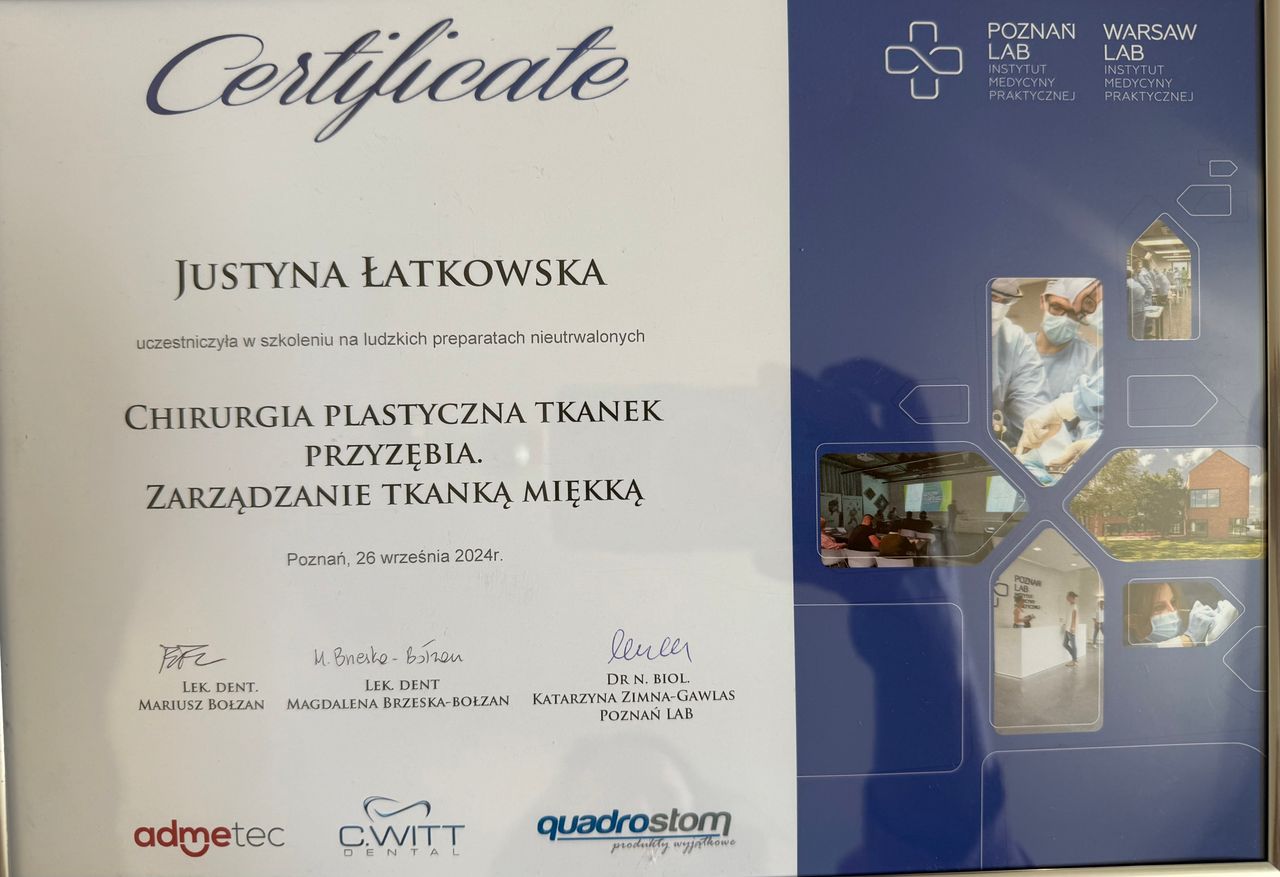 Certificate
POZNAŃ
LAB
INSTYTUT
MEDYCYNY
PRAKTYCZNEJ
WARSAW
LAB
INSTYTUT
MEDYCYNY
PRAKTYCZNEJ
JUSTYNA ŁATKOWSKA
uczestniczyła w szkoleniu na ludzkich preparatach nieutrwalonych
CHIRURGIA PLASTYCZNA TKANEK
PRZYZĘBIA.
ZARZĄDZANIE TKANKĄ MIĘKKĄ
Poznań, 26 września 2024r.
M. Brzeska-Bołzan
LEK. DENT.
MARIUSZ BOŁZAN
LEK. DENT
MAGDALENA BRZESKA-BOŁZAN
DR N. BIOL.
KATARZYNA ZIMNA-GAWLAS
POZNAŃ LAB
POZNAŃ
LAB
admetec
C.WITT
DENTAL
quadrostom
produkty wyjątkowe